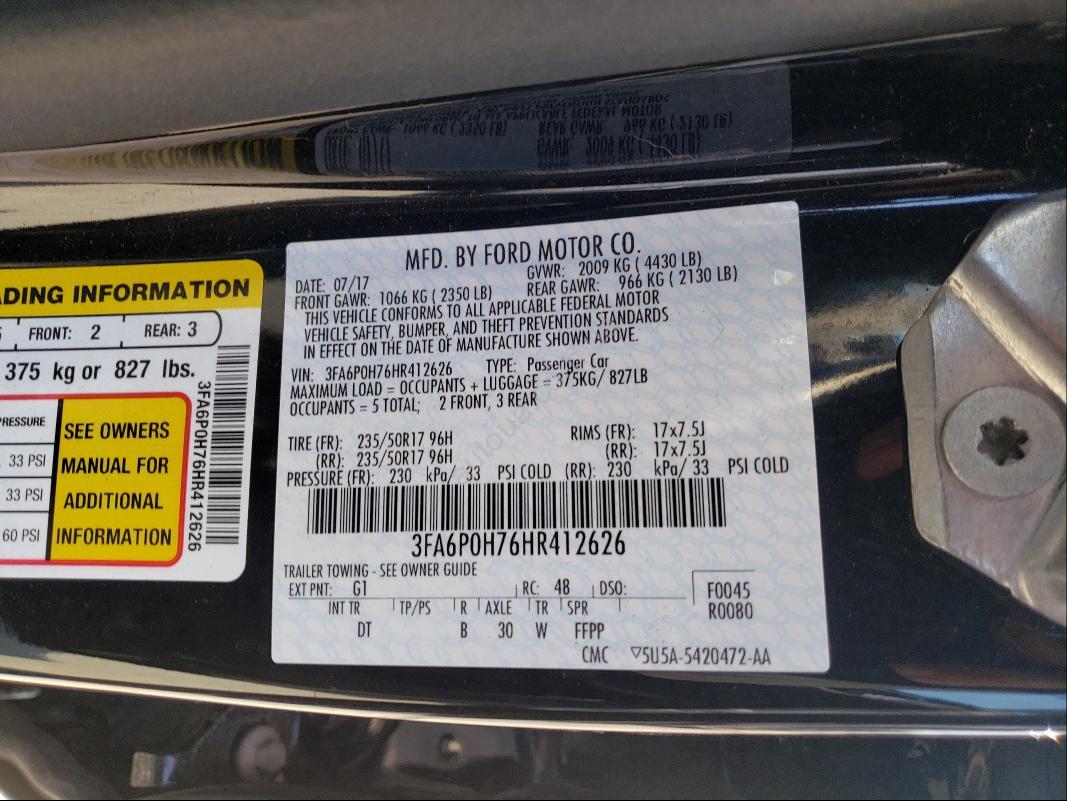 MFD. BY FORD MOTOR CO.
DATE: 07/17 GVWR: 2009 KG ( 4430 LB)
FRONT GAWR: 1066 KG ( 2350 LB) REAR GAWR: 966 KG ( 2130 LB)
THIS VEHICLE CONFORMS TO ALL APPLICABLE FEDERAL MOTOR
VEHICLE SAFETY, BUMPER, AND THEFT PREVENTION STANDARDS
IN EFFECT ON THE DATE OF MANUFACTURE SHOWN ABOVE.
VIN: 3FA6P0H76HR412626 TYPE: Passenger Car
MAXIMUM LOAD = OCCUPANTS + LUGGAGE = 375KG/ 827LB
OCCUPANTS = 5 TOTAL; 2 FRONT, 3 REAR
TIRE (FR): 235/50R17 96H RIMS (FR): 17x7.5J
(RR): 235/50R17 96H (RR): 17x7.5J
PRESSURE (FR): 230 kPa/ 33 PSI COLD (RR): 230 kPa/ 33 PSI COLD
3FA6P0H76HR412626
TRAILER TOWING - SEE OWNER GUIDE
EXT PNT: G1 RC: 48 DSO: F0045
INT TR TP/PS R AXLE TR SPR R0080
DT B 30 W FFPP
CMC ▽5U5A-5420472-AA
ADING INFORMATION
FRONT: 2 REAR: 3
375 kg or 827 lbs.
PRESSURE
33 PSI
33 PSI
60 PSI
SEE OWNERS
MANUAL FOR
ADDITIONAL
INFORMATION
3FA6P0H76HR412626